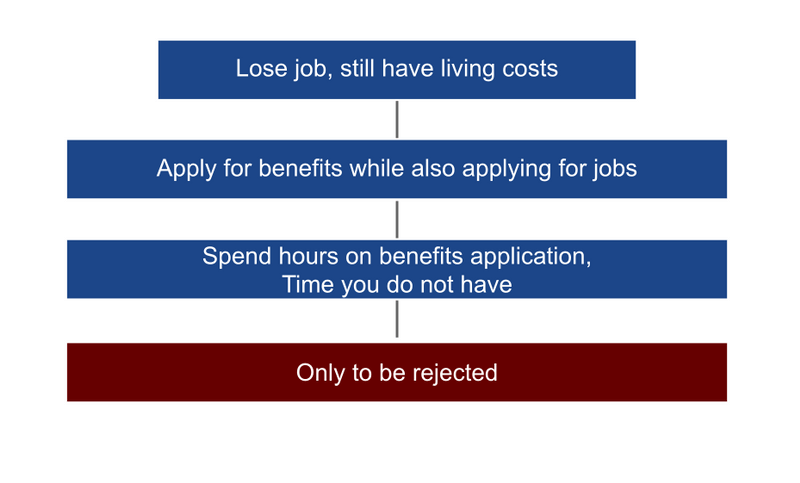 Lose job, still have living costs
Apply for benefits while also applying for jobs
Spend hours on benefits application,
Time you do not have
Only to be rejected